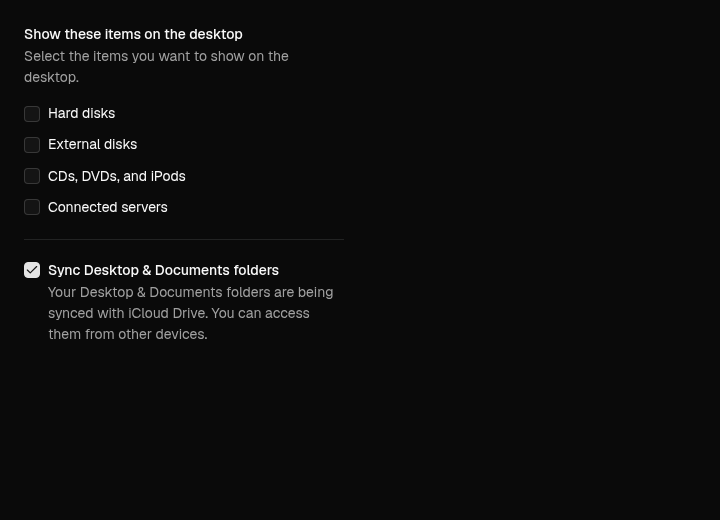 Show these items on the desktop
Select the items you want to show on the
desktop.
Hard disks
External disks
CDs, DVDs, and iPods
Connected servers
Sync Desktop & Documents folders
Your Desktop & Documents folders are being
synced with iCloud Drive. You can access
them from other devices.